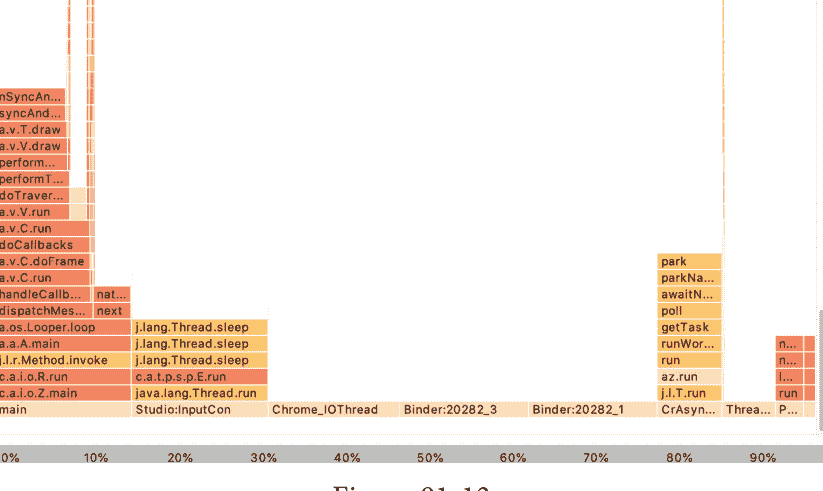 nSyncAn...
syncAnd...
a.v.T.draw
a.v.V.draw
perform...
performT...
doTraver...
a.v.V.run
a.v.C.run
doCallbacks
a.v.C.doFrame park
a.v.C.run parkNa...
handleCallb... nat... awaitN...
dispatchMes... next poll
a.os.Looper.loop j.lang.Thread.sleep getTask
a.a.A.main j.lang.Thread.sleep runWor... n...
j.l.r.Method.invoke j.lang.Thread.sleep run n...
c.a.i.o.R.run c.a.t.p.s.p.E.run az.run l...
c.a.i.o.Z.main java.lang.Thread.run j.l.T.run run
main Studio:InputCon Chrome_IOThread Binder:20282_3 Binder:20282_1 CrAsyn... Threa... P...
0% 10% 20% 30% 40% 50% 60% 70% 80% 90%